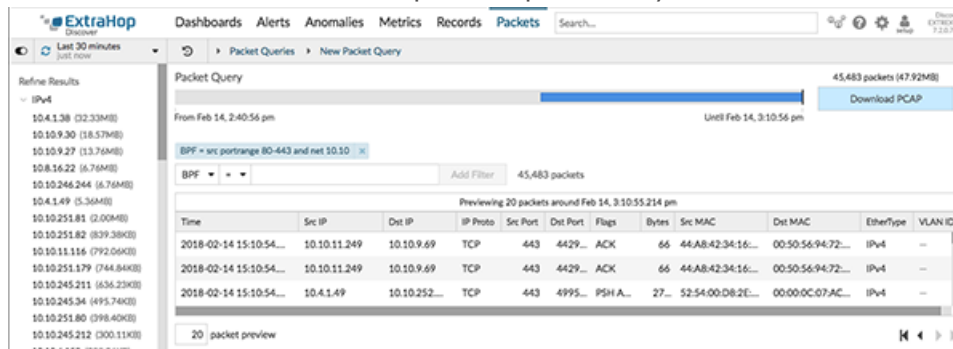 ExtraHop Dashboards Alerts Anomalies Metrics Records Packets Search...
Discover setup
Last 30 minutes Packet Queries New Packet Query
just now
Refine Results
IPv4
10.4.1.38 (32.33MB)
10.10.9.30 (18.57MB)
10.10.9.27 (13.76MB)
10.8.16.22 (6.76MB)
10.10.246.244 (6.76MB)
10.4.1.49 (5.36MB)
10.10.251.81 (2.00MB)
10.10.251.82 (839.38KB)
10.10.11.116 (792.06KB)
10.10.251.179 (744.84KB)
10.10.245.211 (636.23KB)
10.10.245.34 (495.74KB)
10.10.251.80 (398.40KB)
10.10.245.212 (300.11KB)
Packet Query 45,483 packets (47.92MB)
Download PCAP
From Feb 14, 2:40:56 pm Until Feb 14, 3:10:56 pm
BPF = src portrange 80-443 and net 10.10 ×
BPF = Add Filter 45,483 packets
Previewing 20 packets around Feb 14, 3:10:55.214 pm
Time Src IP Dst IP IP Proto Src Port Dst Port Flags Bytes Src MAC Dst MAC EtherType VLAN ID
2018-02-14 15:10:54.... 10.10.11.249 10.10.9.69 TCP 443 4429... ACK 66 44:A8:42:34:16:... 00:50:56:94:72:... IPv4 --
2018-02-14 15:10:54.... 10.10.11.249 10.10.9.69 TCP 443 4429... ACK 66 44:A8:42:34:16:... 00:50:56:94:72:... IPv4 --
2018-02-14 15:10:54.... 10.4.1.49 10.10.252.... TCP 443 4995... PSH A... 27... 52:54:00:D8:2E:... 00:00:0C:07:AC... IPv4 --
20 packet preview